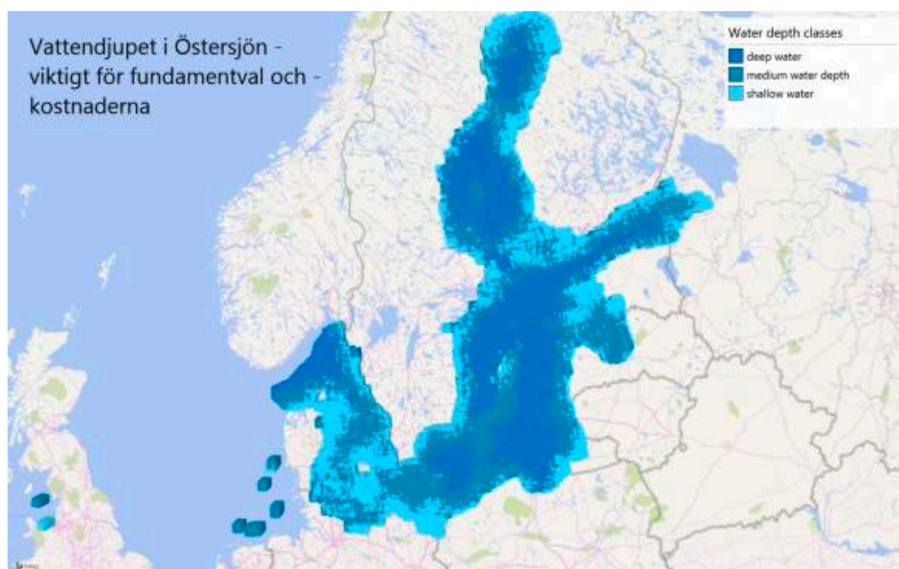 Vattendjupet i Östersjön -
viktigt för fundamentval och -
kostnaderna
Water depth classes
deep water
medium water depth
shallow water